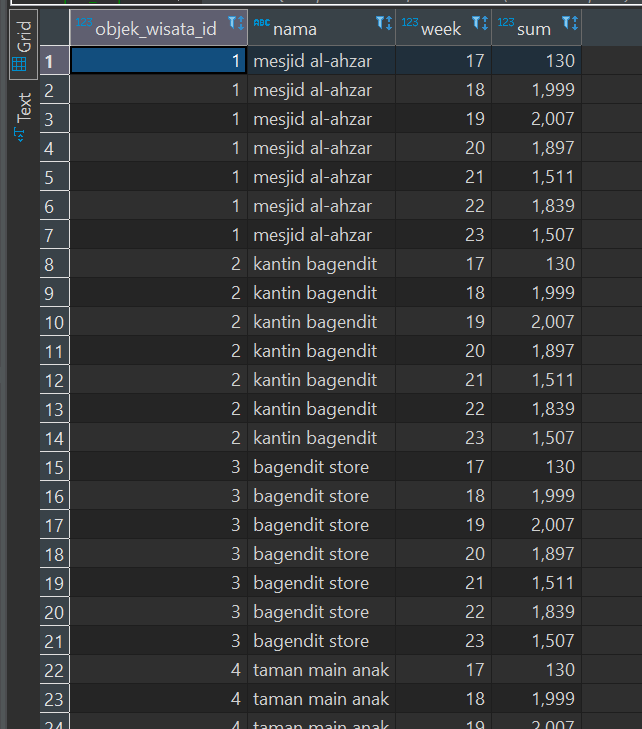 Grid
Text
123 objek_wisata_id ABC nama 123 week 123 sum
1 1 mesjid al-ahzar 17 130
2 1 mesjid al-ahzar 18 1,999
3 1 mesjid al-ahzar 19 2,007
4 1 mesjid al-ahzar 20 1,897
5 1 mesjid al-ahzar 21 1,511
6 1 mesjid al-ahzar 22 1,839
7 1 mesjid al-ahzar 23 1,507
8 2 kantin bagendit 17 130
9 2 kantin bagendit 18 1,999
10 2 kantin bagendit 19 2,007
11 2 kantin bagendit 20 1,897
12 2 kantin bagendit 21 1,511
13 2 kantin bagendit 22 1,839
14 2 kantin bagendit 23 1,507
15 3 bagendit store 17 130
16 3 bagendit store 18 1,999
17 3 bagendit store 19 2,007
18 3 bagendit store 20 1,897
19 3 bagendit store 21 1,511
20 3 bagendit store 22 1,839
21 3 bagendit store 23 1,507
22 4 taman main anak 17 130
23 4 taman main anak 18 1,999
24 4 taman main anak 19 2,007